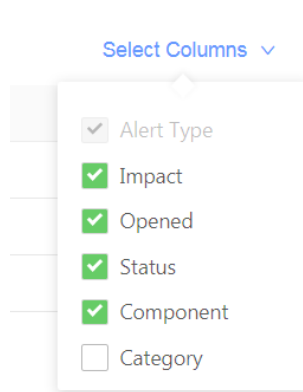 Select Columns
Alert Type
Impact
Opened
Status
Component
Category